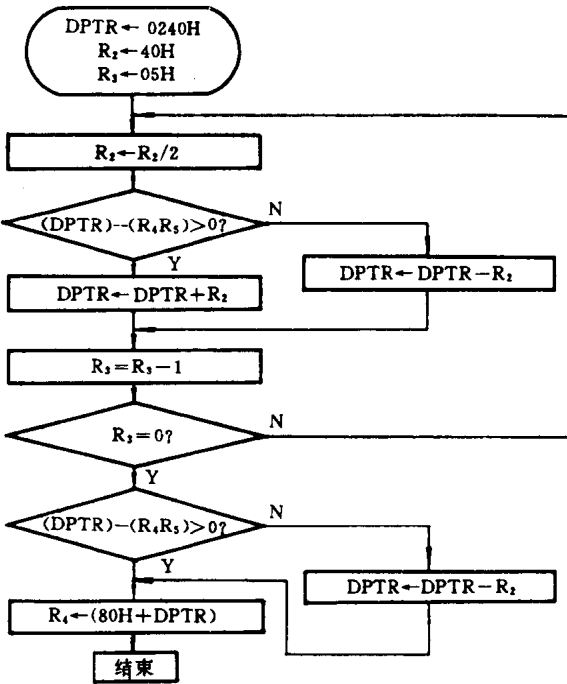 DPTR← 0240H
R₂←40H
R₃←05H
R₂←R₂/2
(DPTR)--(R₄R₅)>0?
N
Y
DPTR←DPTR+R₂
DPTR←DPTR-R₂
R₃=R₃-1
R₃=0?
N
Y
(DPTR)-(R₄R₅)>0?
N
Y
DPTR←DPTR-R₂
R₄←(80H+DPTR)
结束